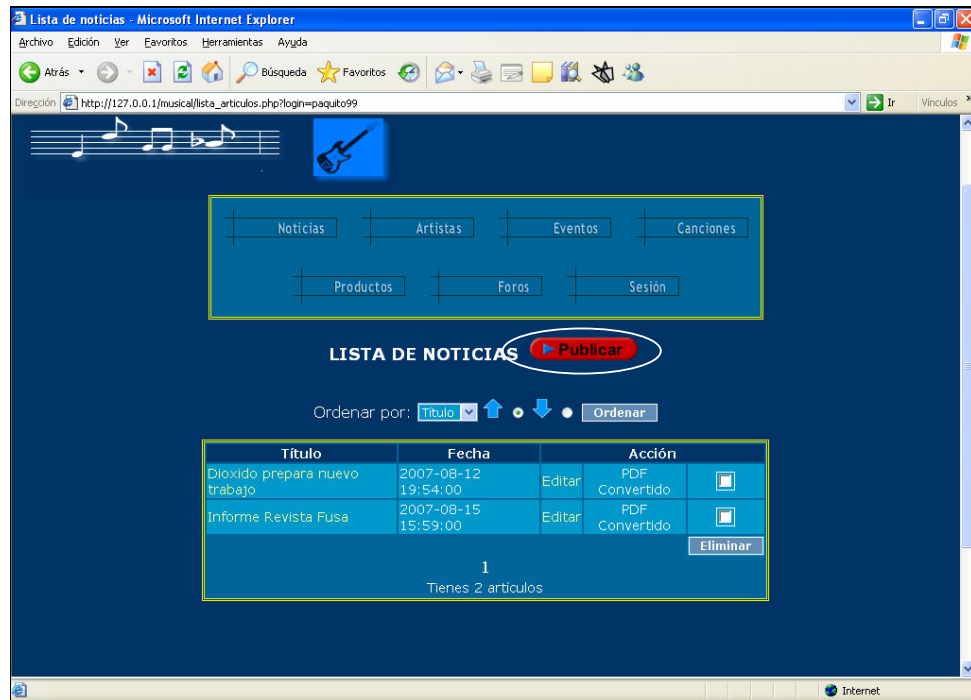 Lista de noticias - Microsoft Internet Explorer
Archivo Edición Ver Favoritos Herramientas Ayuda
Atrás Búsqueda Favoritos
Dirección http://127.0.0.1/musical/lista_articulos.php?login=paquito99 Ir Vínculos »
Noticias Artistas Eventos Canciones
Productos Foros Sesión
LISTA DE NOTICIAS Publicar
Ordenar por: Título Ordenar
Título Fecha Acción
Dioxido prepara nuevo
trabajo
2007-08-12
19:54:00
Editar
PDF
Convertido
Informe Revista Fusa
2007-08-15
15:59:00
Editar
PDF
Convertido
Eliminar
1
Tienes 2 artículos
Internet